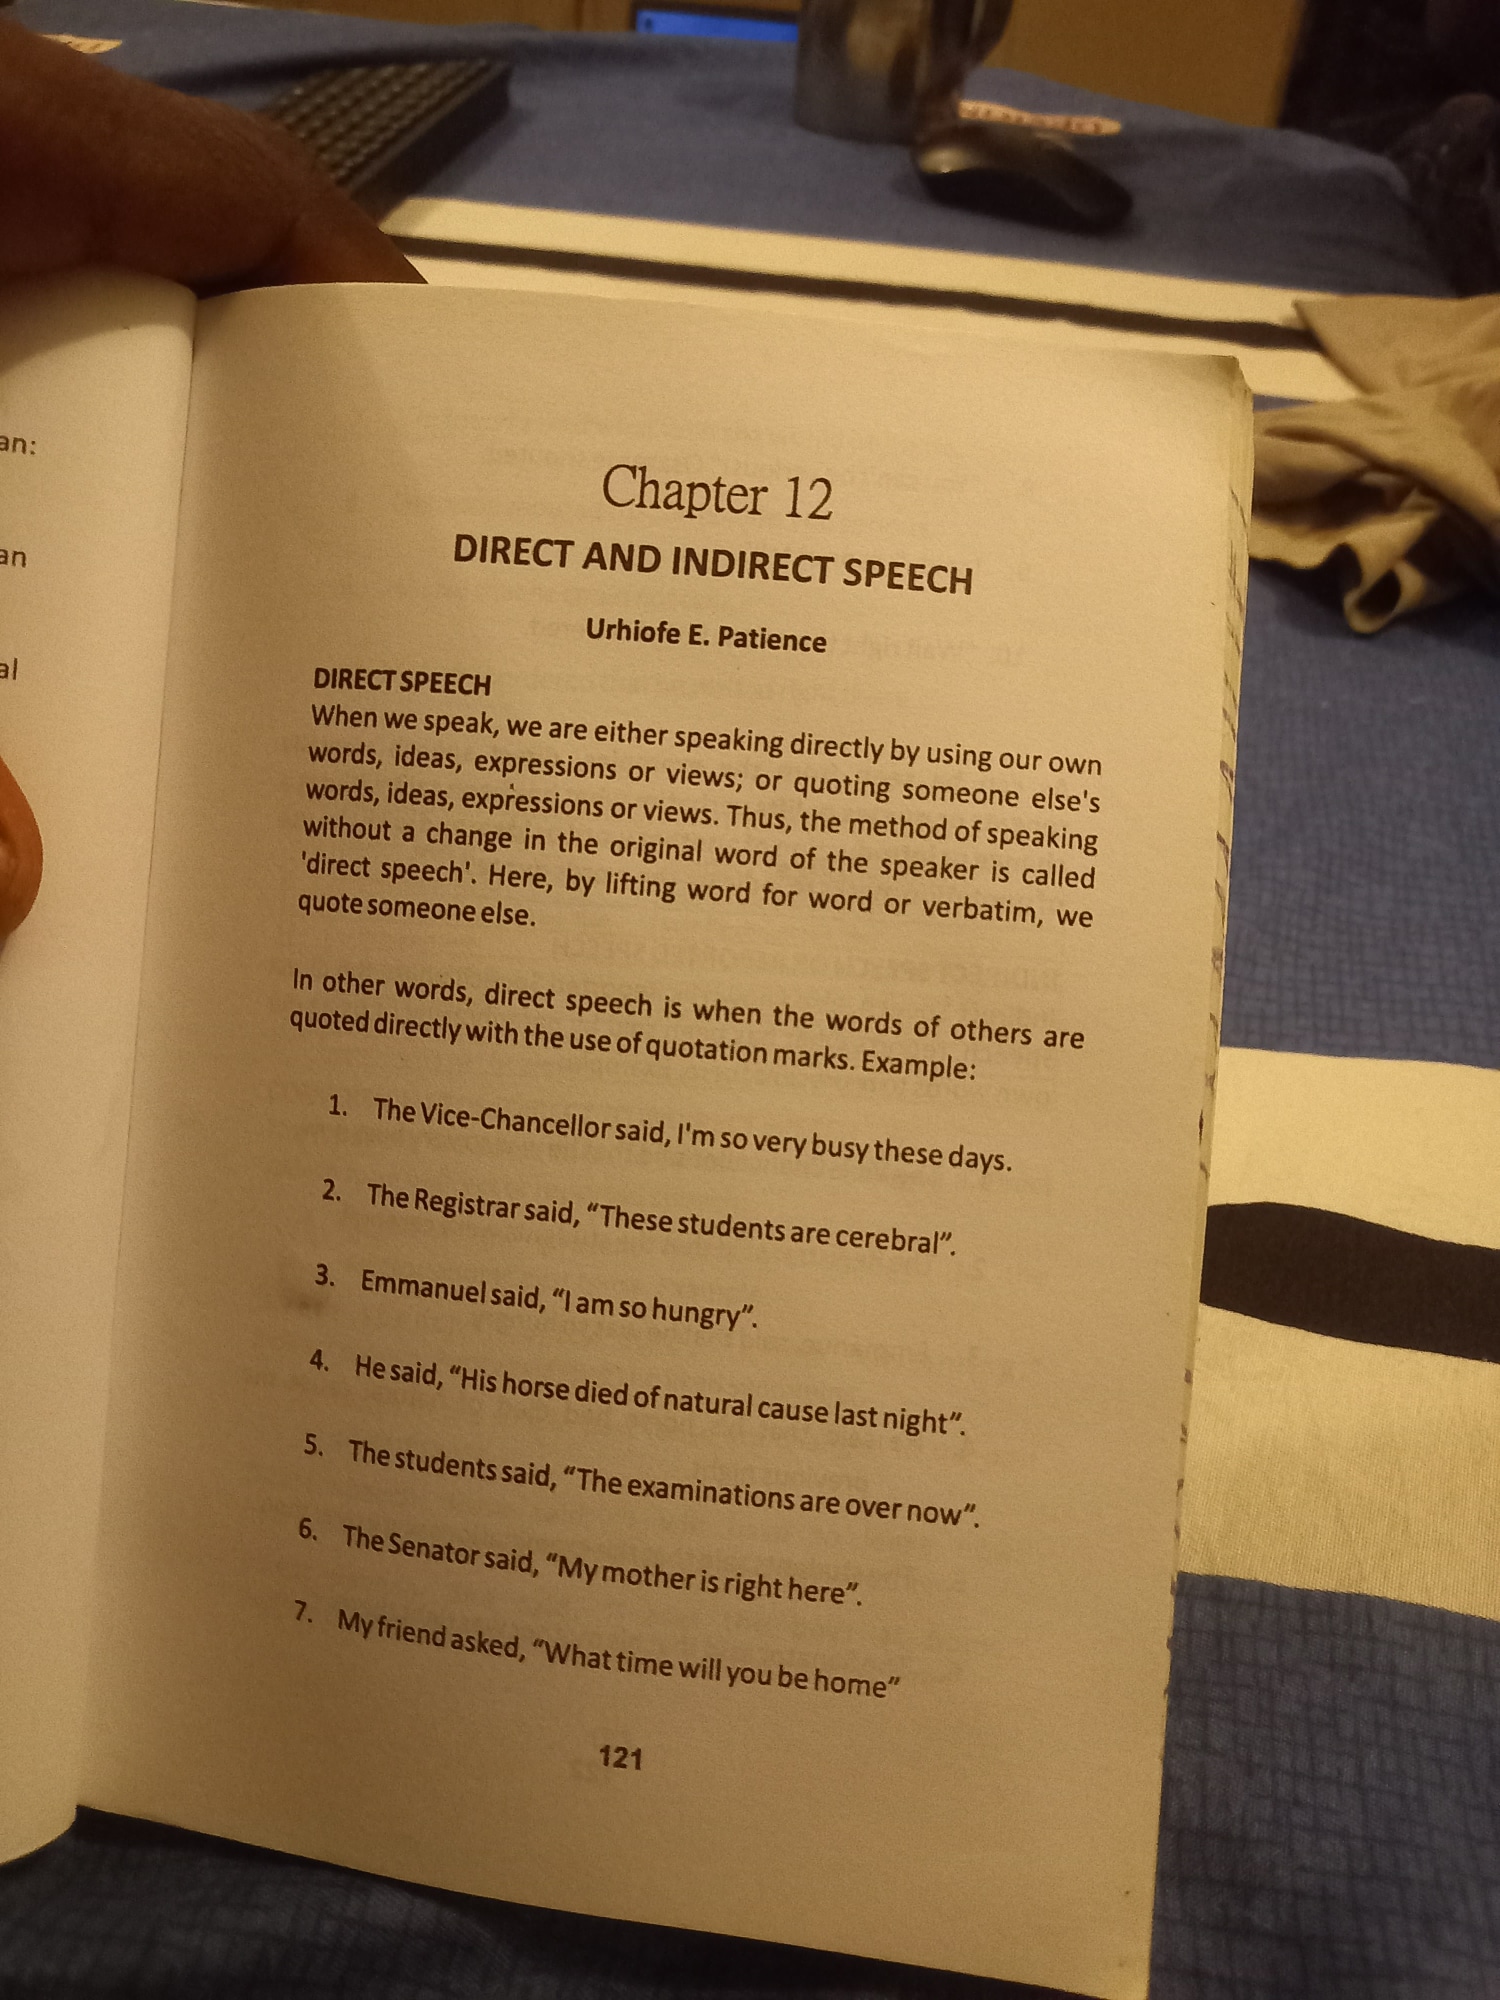 an:
an
al
Chapter 12
DIRECT AND INDIRECT SPEECH
Urhiofe E. Patience
DIRECT SPEECH
When we speak, we are either speaking directly by using our own
words, ideas, expressions or views; or quoting someone else's
words, ideas, expressions or views. Thus, the method of speaking
without a change in the original word of the speaker is called
'direct speech'. Here, by lifting word for word or verbatim, we
quote someone else.
In other words, direct speech is when the words of others are
quoted directly with the use of quotation marks. Example:
1. The Vice-Chancellor said, I'm so very busy these days.
2. The Registrar said, “These students are cerebral”.
3. Emmanuel said, “I am so hungry”.
4. He said, “His horse died of natural cause last night”.
5. The students said, “The examinations are over now”.
6. The Senator said, “My mother is right here”.
7. My friend asked, “What time will you be home”
121